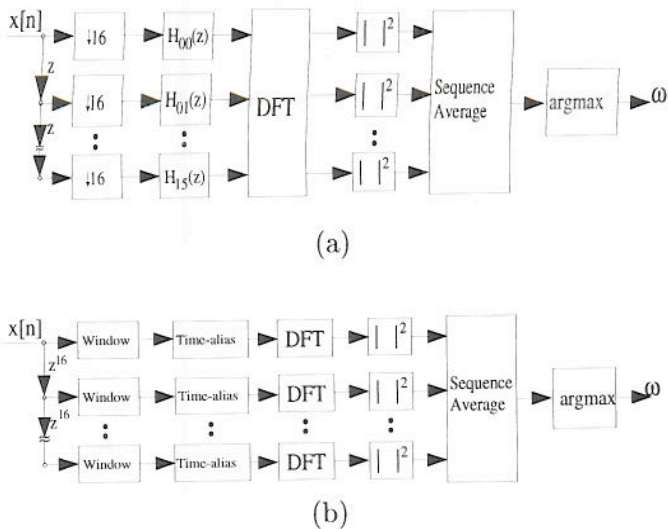 x[n]
↓16
H₀₀(z)
| |²
z
↓16
H₀₁(z)
DFT
| |²
Sequence
Average
argmax
ω
z
↓16
H₁₅(z)
| |²
(a)
x[n]
Window
Time-alias
DFT
| |²
z¹⁶
Window
Time-alias
DFT
| |²
Sequence
Average
argmax
ω
z¹⁶
Window
Time-alias
DFT
| |²
(b)